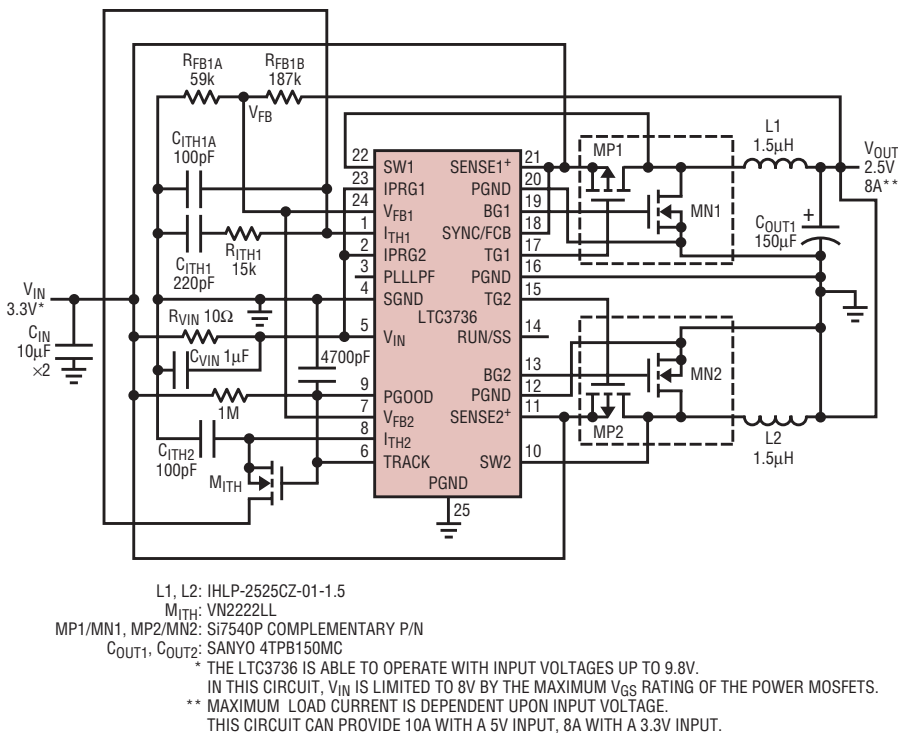 RFB1A
59k
RFB1B
187k
VFB
CITH1A
100pF
CITH1
220pF
RITH1
15k
VIN
3.3V*
CIN
10µF
×2
RVIN 10Ω
CVIN 1µF
4700pF
1M
CITH2
100pF
MITH
22 SW1
23 IPRG1
24 VFB1
1 ITH1
2 IPRG2
3 PLLLPF
4 SGND
5 VIN
9 PGOOD
7 VFB2
8 ITH2
6 TRACK
LTC3736
PGND
25
SENSE1+ 21
PGND 20
BG1 19
SYNC/FCB 18
TG1 17
PGND 16
TG2 15
RUN/SS 14
BG2 13
PGND 12
SENSE2+ 11
SW2 10
MP1
MN1
L1
1.5µH
VOUT
2.5V
8A**
COUT1
150µF
+
MN2
MP2
L2
1.5µH
L1, L2: IHLP-2525CZ-01-1.5
MITH: VN2222LL
MP1/MN1, MP2/MN2: Si7540P COMPLEMENTARY P/N
COUT1, COUT2: SANYO 4TPB150MC
* THE LTC3736 IS ABLE TO OPERATE WITH INPUT VOLTAGES UP TO 9.8V.
IN THIS CIRCUIT, VIN IS LIMITED TO 8V BY THE MAXIMUM VGS RATING OF THE POWER MOSFETS.
** MAXIMUM LOAD CURRENT IS DEPENDENT UPON INPUT VOLTAGE.
THIS CIRCUIT CAN PROVIDE 10A WITH A 5V INPUT, 8A WITH A 3.3V INPUT.